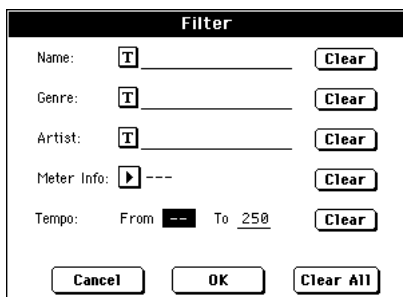 Filter
Name: T Clear
Genre: T Clear
Artist: T Clear
Meter Info: --- Clear
Tempo: From -- To 250 Clear
Cancel OK Clear All